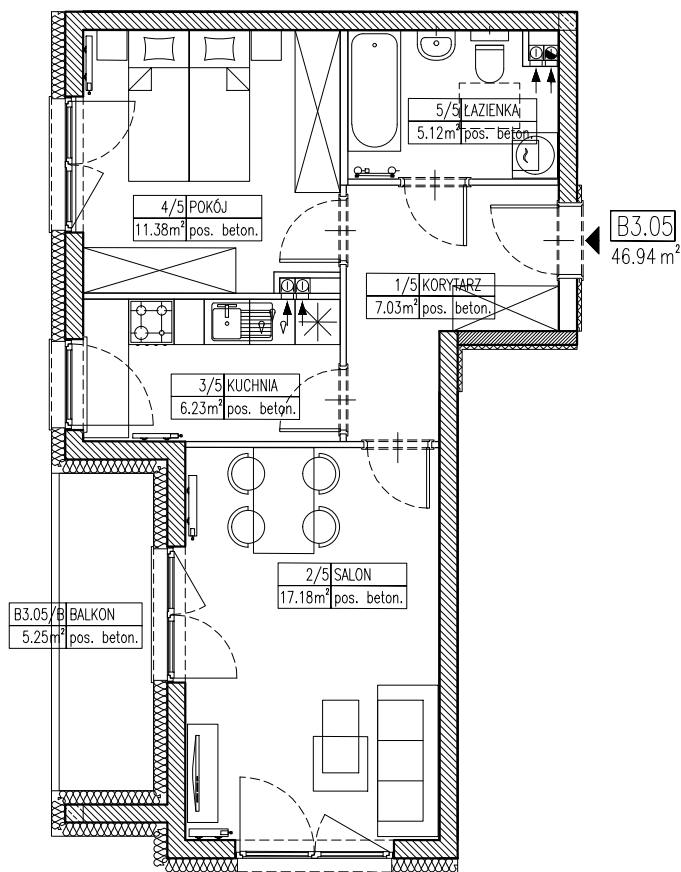 5/5 ŁAZIENKA
5.12m² pos. beton.
4/5 POKÓJ
11.38m² pos. beton.
B3.05
46.94 m²
1/5 KORYTARZ
7.03m² pos. beton.
3/5 KUCHNIA
6.23m² pos. beton.
2/5 SALON
17.18m² pos. beton.
B3.05/B BALKON
5.25m² pos. beton.